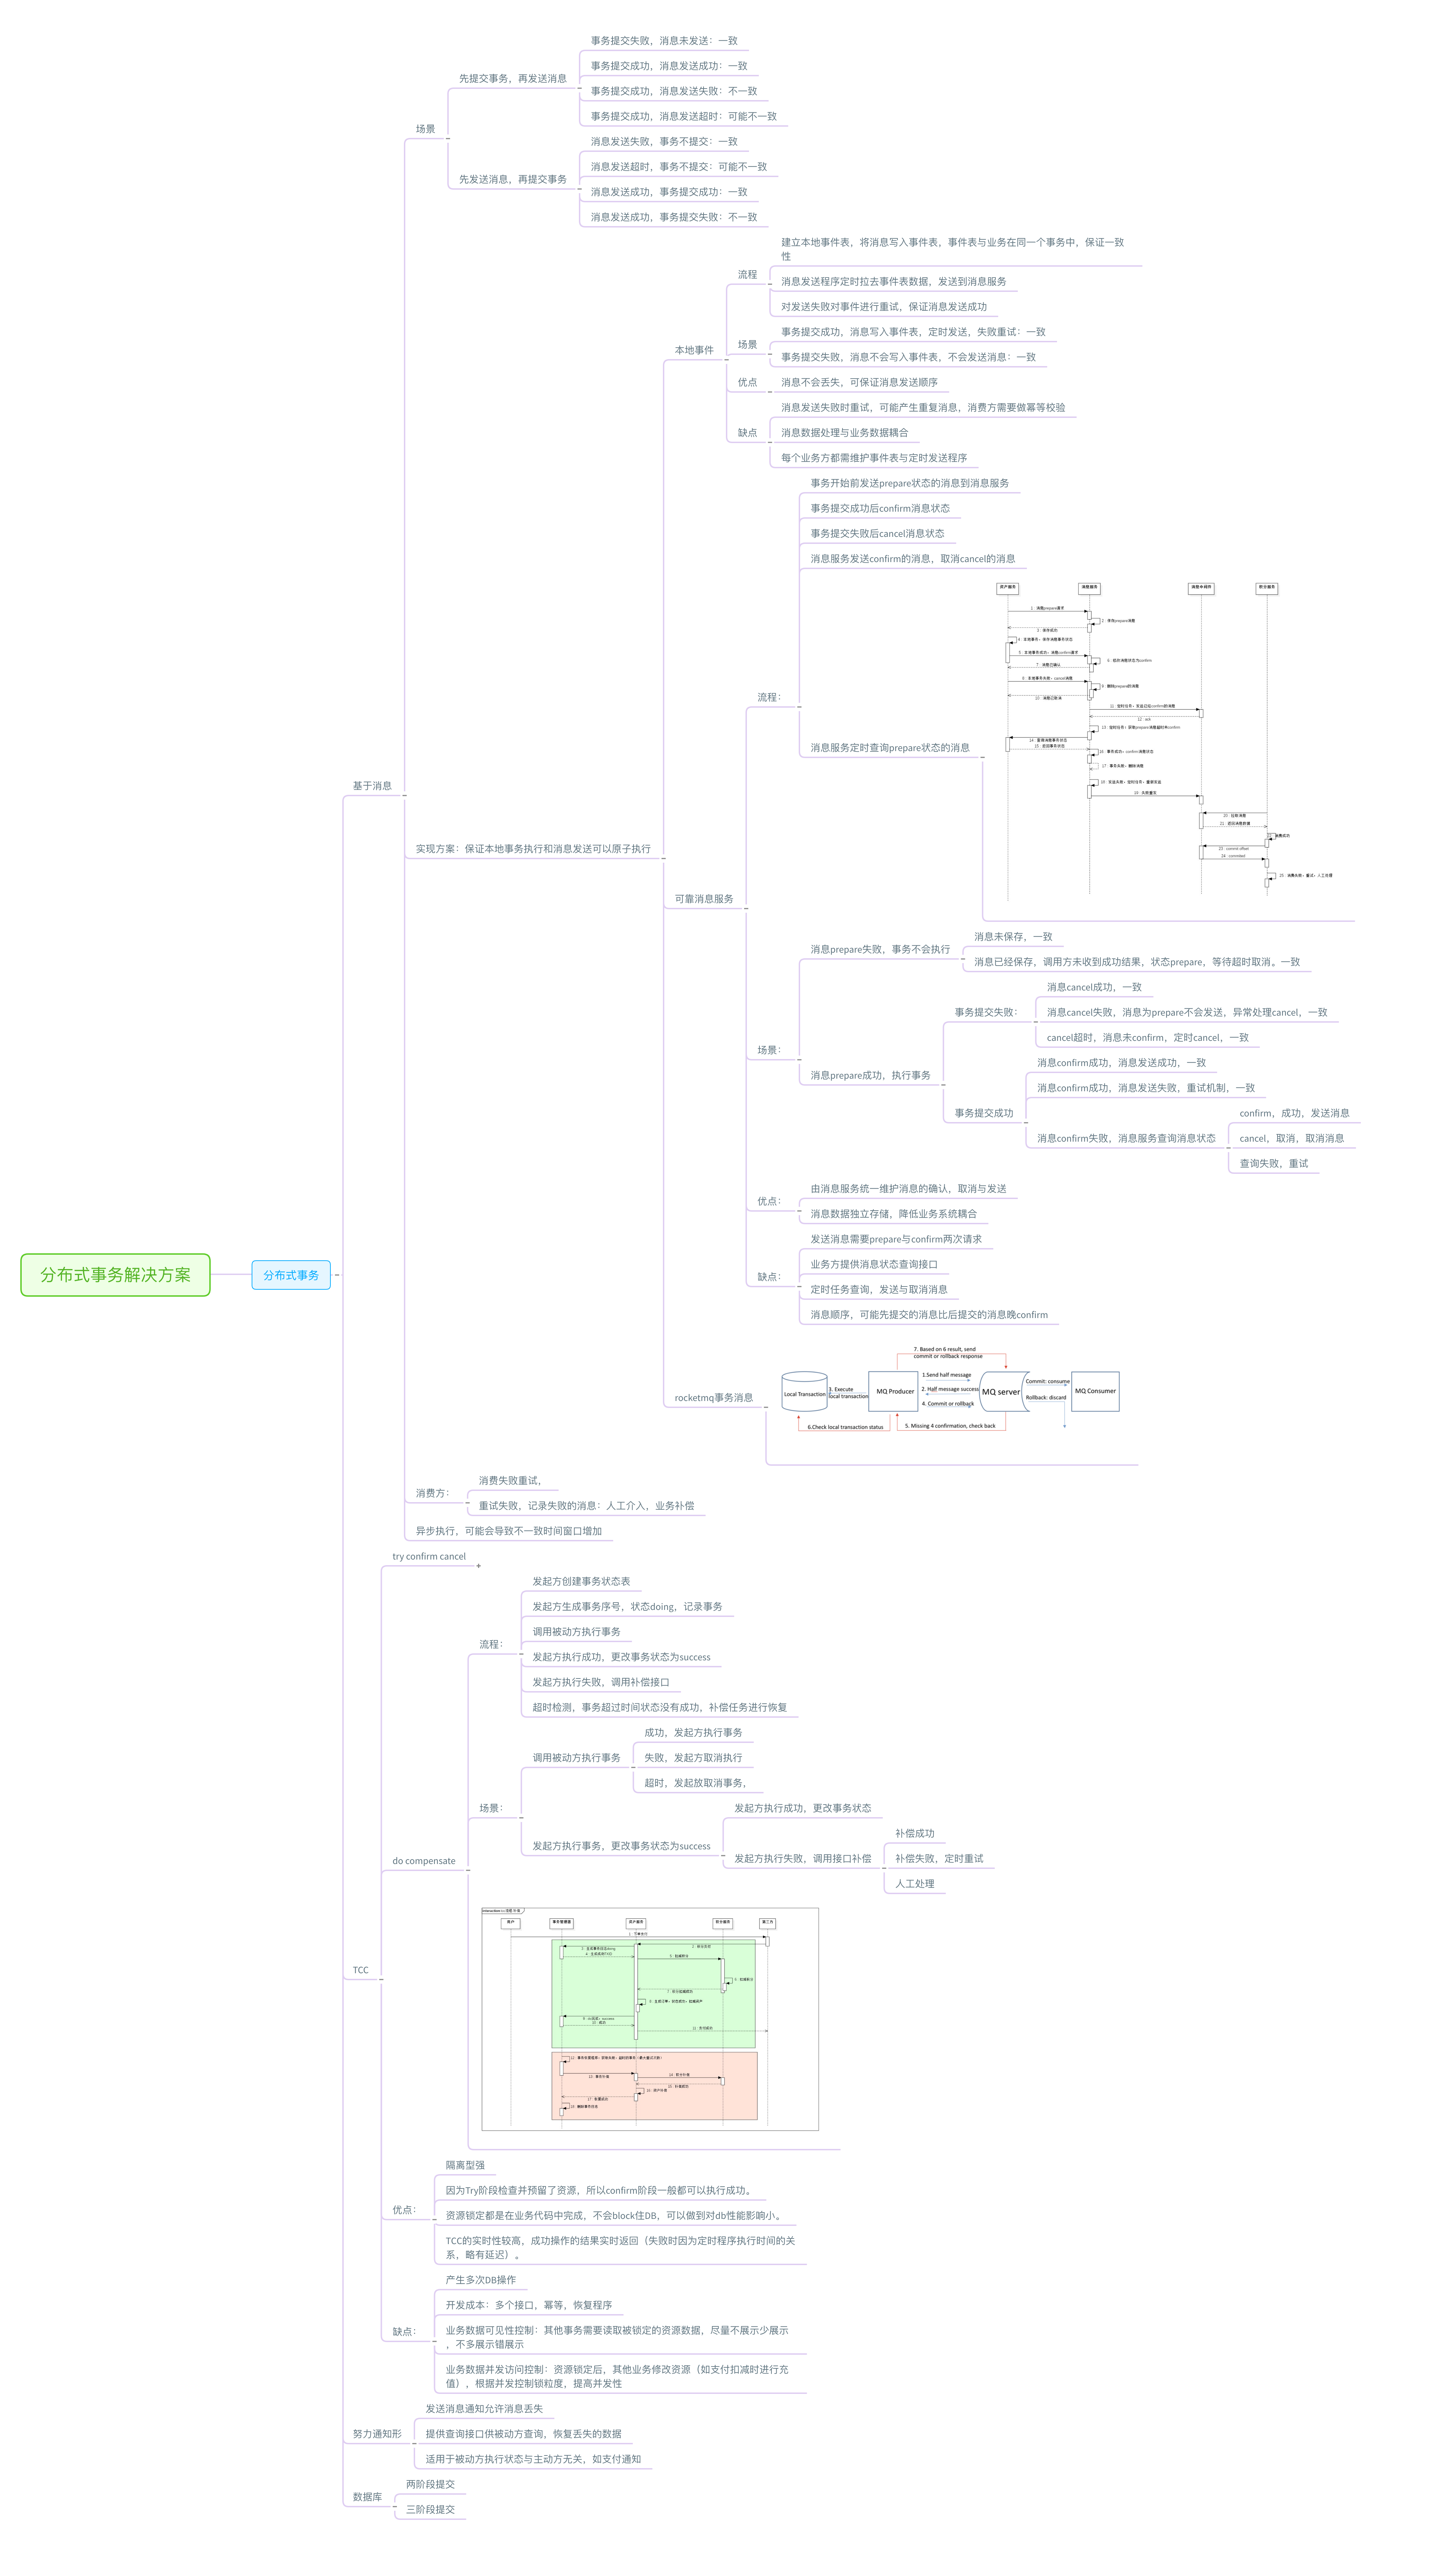 事务提交失败，消息未发送：一致
事务提交成功，消息发送成功：一致
先提交事务，再发送消息
事务提交成功，消息发送失败：不一致
事务提交成功，消息发送超时：可能不一致
场景
消息发送失败，事务不提交：一致
消息发送超时，事务不提交：可能不一致
先发送消息，再提交事务
消息发送成功，事务提交成功：一致
消息发送成功，事务提交失败：不一致
建立本地事件表，将消息写入事件表，事件表与业务在同一个事务中，保证一致
性
流程
消息发送程序定时拉去事件表数据，发送到消息服务
对发送失败对事件进行重试，保证消息发送成功
事务提交成功，消息写入事件表，定时发送，失败重试：一致
场景
本地事件
事务提交失败，消息不会写入事件表，不会发送消息：一致
优点
消息不会丢失，可保证消息发送顺序
消息发送失败时重试，可能产生重复消息，消费方需要做幂等校验
缺点
消息数据处理与业务数据耦合
每个业务方都需维护事件表与定时发送程序
事务开始前发送prepare状态的消息到消息服务
事务提交成功后confirm消息状态
事务提交失败后cancel消息状态
消息服务发送confirm的消息，取消cancel的消息
流程：
消息服务定时查询prepare状态的消息
12 : ack
23 : commit offset
24 : commited
基于消息
实现方案：保证本地事务执行和消息发送可以原子执行
可靠消息服务
消息prepare失败，事务不会执行
消息未保存，一致
消息已经保存，调用方未收到成功结果，状态prepare，等待超时取消。一致
消息cancel成功，一致
事务提交失败：
消息cancel失败，消息为prepare不会发送，异常处理cancel，一致
cancel超时，消息未confirm，定时cancel，一致
场景：
消息prepare成功，执行事务
消息confirm成功，消息发送成功，一致
消息confirm成功，消息发送失败，重试机制，一致
事务提交成功
confirm，成功，发送消息
消息confirm失败，消息服务查询消息状态
cancel，取消，取消消息
查询失败，重试
优点：
由消息服务统一维护消息的确认，取消与发送
消息数据独立存储，降低业务系统耦合
发送消息需要prepare与confirm两次请求
业务方提供消息状态查询接口
缺点：
定时任务查询，发送与取消消息
消息顺序，可能先提交的消息比后提交的消息晚confirm
分布式事务解决方案
分布式事务
7. Based on 6 result, send
commit or rollback response
1.Send half message
Local Transaction
3. Execute
local transaction
MQ Producer
2. Half message success
4. Commit or rollback
MQ server
Commit: consume
Rollback: discard
MQ Consumer
rocketmq事务消息
6.Check local transaction status
5. Missing 4 confirmation, check back
消费方：
消费失败重试，
重试失败，记录失败的消息：人工介入，业务补偿
异步执行，可能会导致不一致时间窗口增加
try confirm cancel
发起方创建事务状态表
发起方生成事务序号，状态doing，记录事务
调用被动方执行事务
流程：
发起方执行成功，更改事务状态为success
发起方执行失败，调用补偿接口
超时检测，事务超过时间状态没有成功，补偿任务进行恢复
成功，发起方执行事务
调用被动方执行事务
失败，发起方取消执行
超时，发起放取消事务，
场景：
发起方执行成功，更改事务状态
发起方执行事务，更改事务状态为success
补偿成功
发起方执行失败，调用接口补偿
补偿失败，定时重试
人工处理
do compensate
TCC
隔离型强
因为Try阶段检查并预留了资源，所以confirm阶段一般都可以执行成功。
优点：
资源锁定都是在业务代码中完成，不会block住DB，可以做到对db性能影响小。
TCC的实时性较高，成功操作的结果实时返回（失败时因为定时程序执行时间的关
系，略有延迟）。
产生多次DB操作
开发成本：多个接口，幂等，恢复程序
缺点：
业务数据可见性控制：其他事务需要读取被锁定的资源数据，尽量不展示少展示
，不多展示错展示
业务数据并发访问控制：资源锁定后，其他业务修改资源（如支付扣减时进行充
值），根据并发控制锁粒度，提高并发性
发送消息通知允许消息丢失
努力通知形
提供查询接口供被动方查询，恢复丢失的数据
适用于被动方执行状态与主动方无关，如支付通知
数据库
两阶段提交
三阶段提交